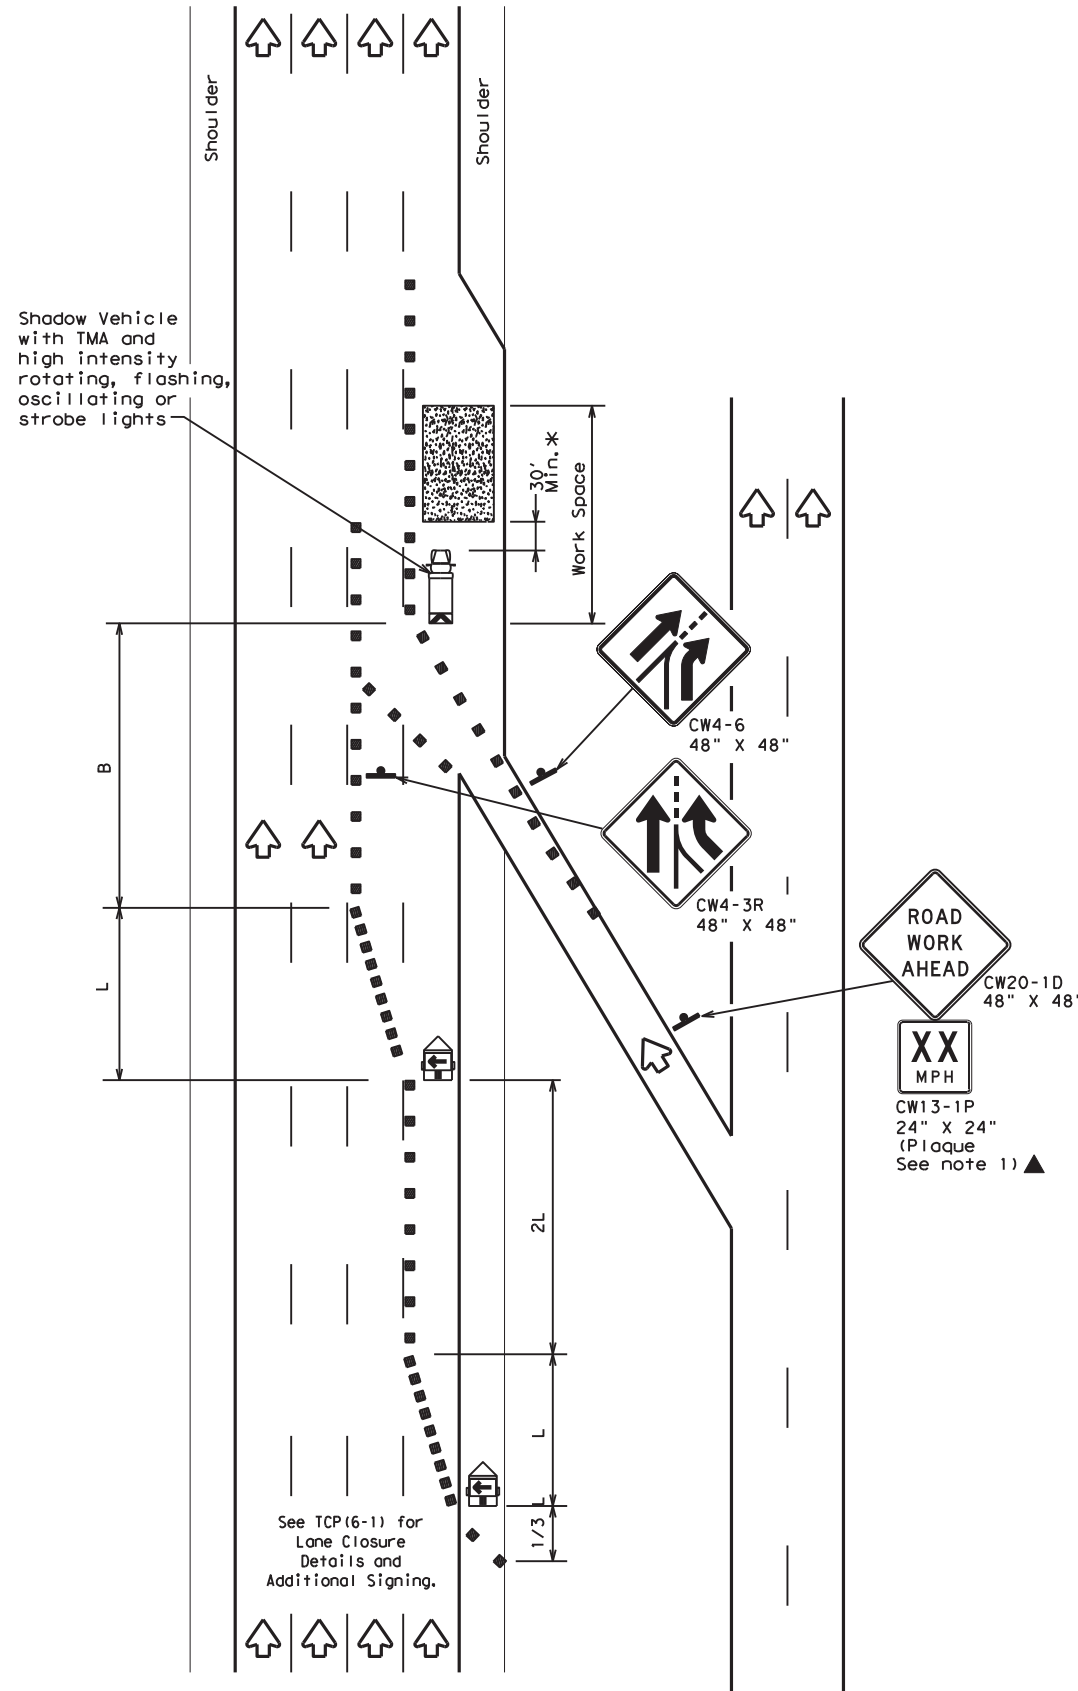 Shoulder
Shoulder
Shadow Vehicle
with TMA and
high intensity
rotating, flashing,
oscillating or
strobe lights
30'
Min.*
Work Space
CW4-6
48" X 48"
B
CW4-3R
48" X 48"
ROAD
WORK
AHEAD
CW20-1D
48" X 48"
L
XX
MPH
CW13-1P
24" X 24"
(Plaque
See note 1)▲
2L
L
1/3 L
See TCP(6-1) for
Lane Closure
Details and
Additional Signing.